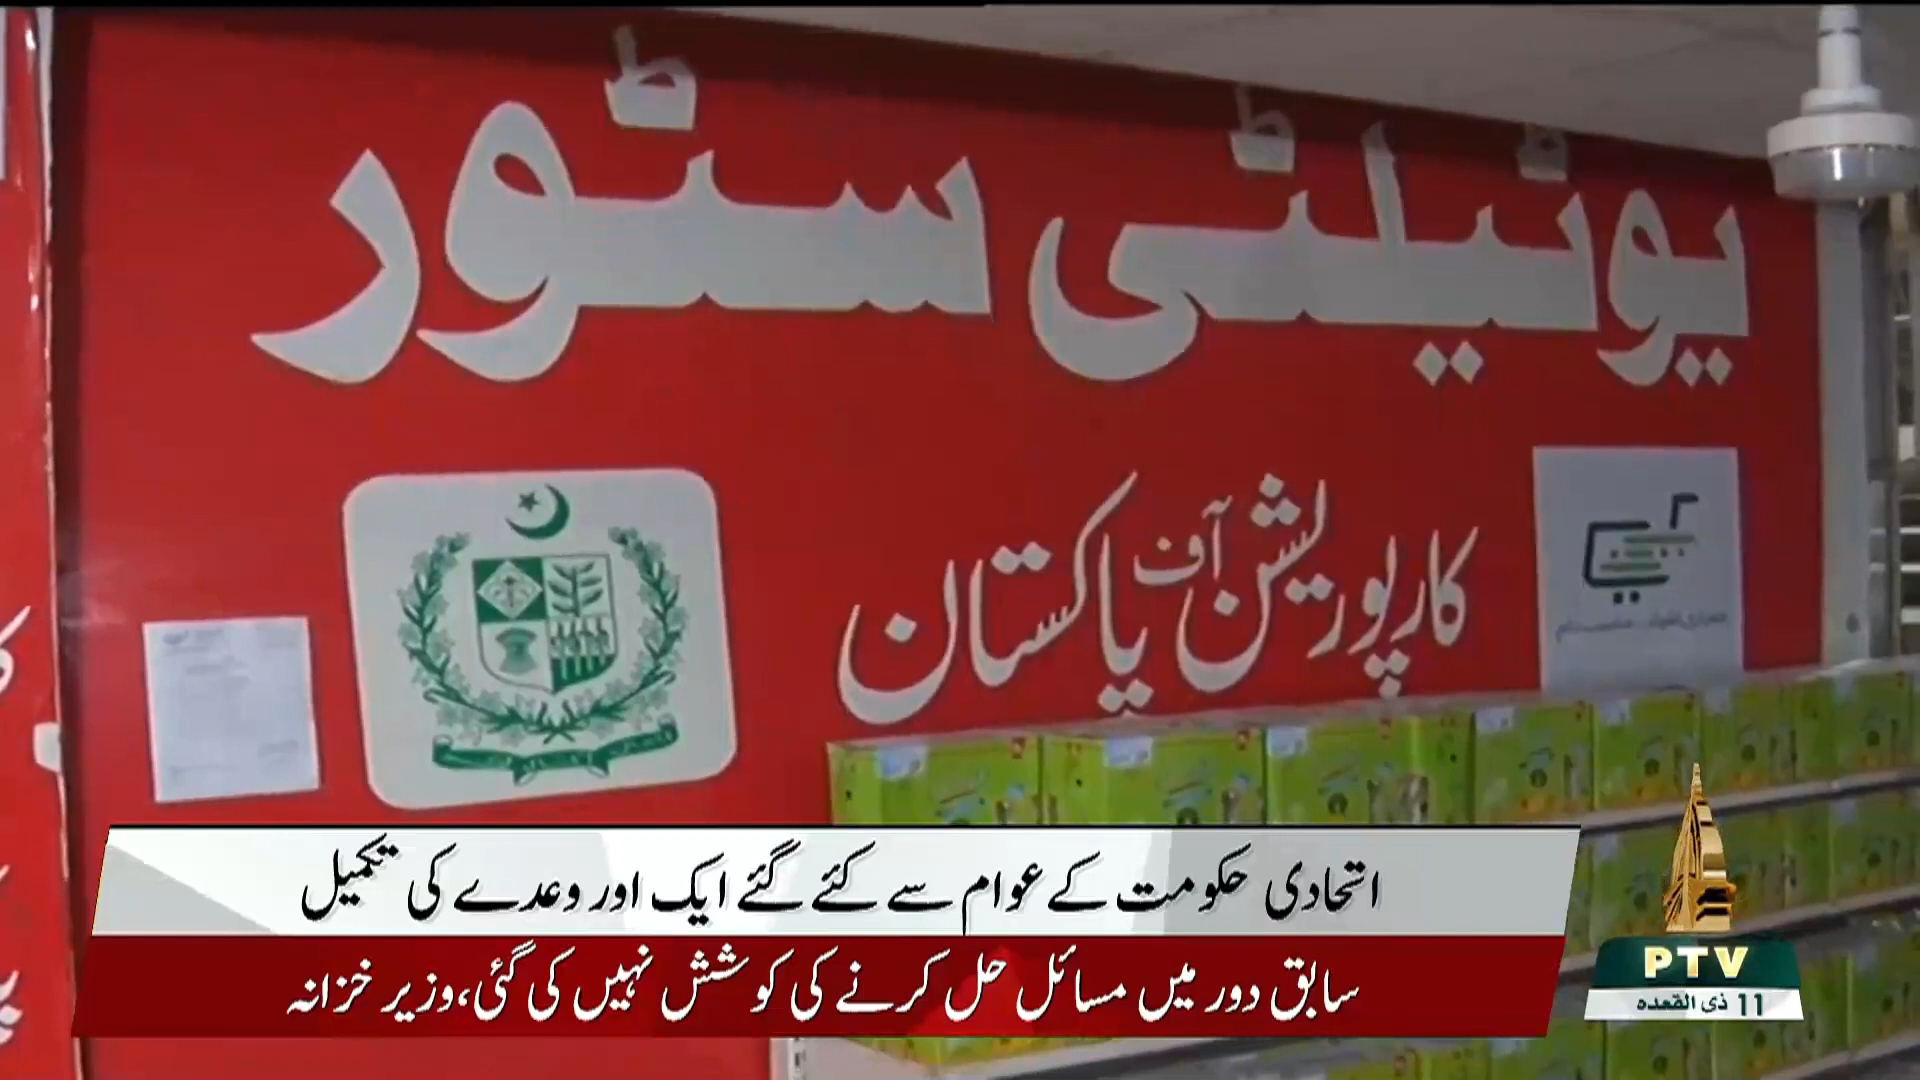 یوٹیلٹی سٹور
کارپوریشن آف پاکستان
اتحادی حکومت کے عوام سے کئے گئے ایک اور وعدے کی تکمیل
سابق دور میں مسائل حل کرنے کی کوشش نہیں کی گئی، وزیر خزانہ
PTV
11 ذی القعدہ